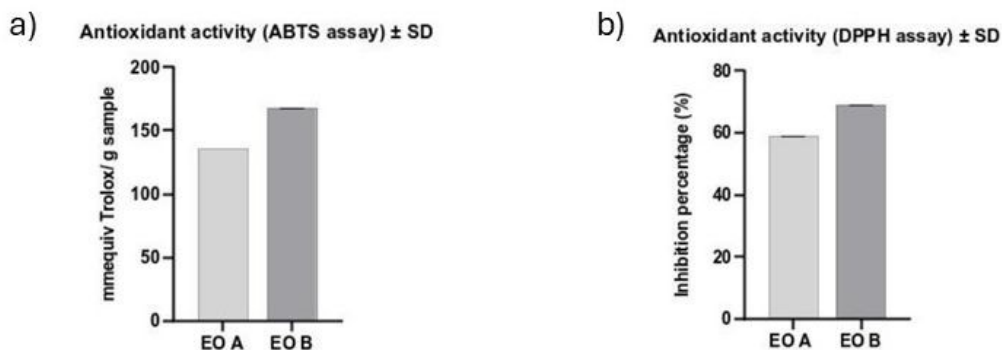 a)
Antioxidant activity (ABTS assay) ± SD
mmequiv Trolox/ g sample
200
150
100
50
0
EO A EO B
b)
Antioxidant activity (DPPH assay) ± SD
Inhibition percentage (%)
80
60
40
20
0
EO A EO B